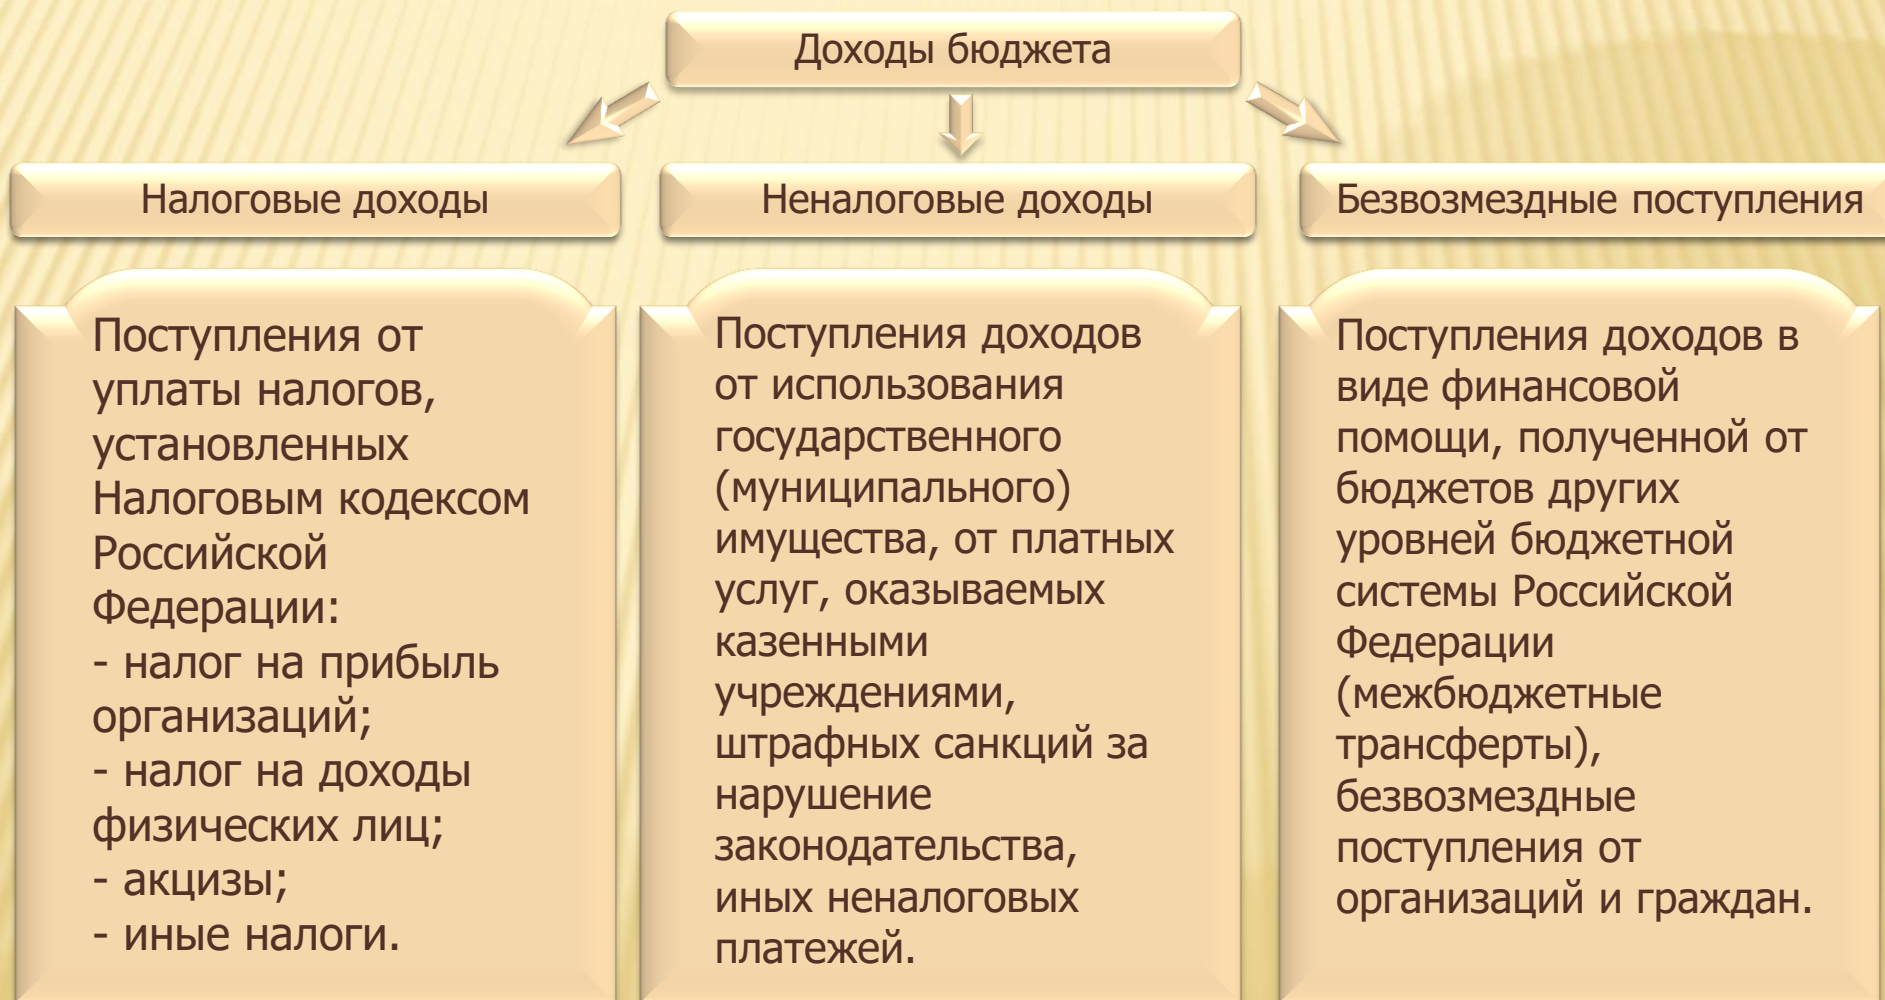 Доходы бюджета
Налоговые доходы
Неналоговые доходы
Безвозмездные поступления
Поступления от
уплаты налогов,
установленных
Налоговым кодексом
Российской
Федерации:
- налог на прибыль
организаций;
- налог на доходы
физических лиц;
- акцизы;
- иные налоги.
Поступления доходов
от использования
государственного
(муниципального)
имущества, от платных
услуг, оказываемых
казенными
учреждениями,
штрафных санкций за
нарушение
законодательства,
иных неналоговых
платежей.
Поступления доходов в
виде финансовой
помощи, полученной от
бюджетов других
уровней бюджетной
системы Российской
Федерации
(межбюджетные
трансферты),
безвозмездные
поступления от
организаций и граждан.